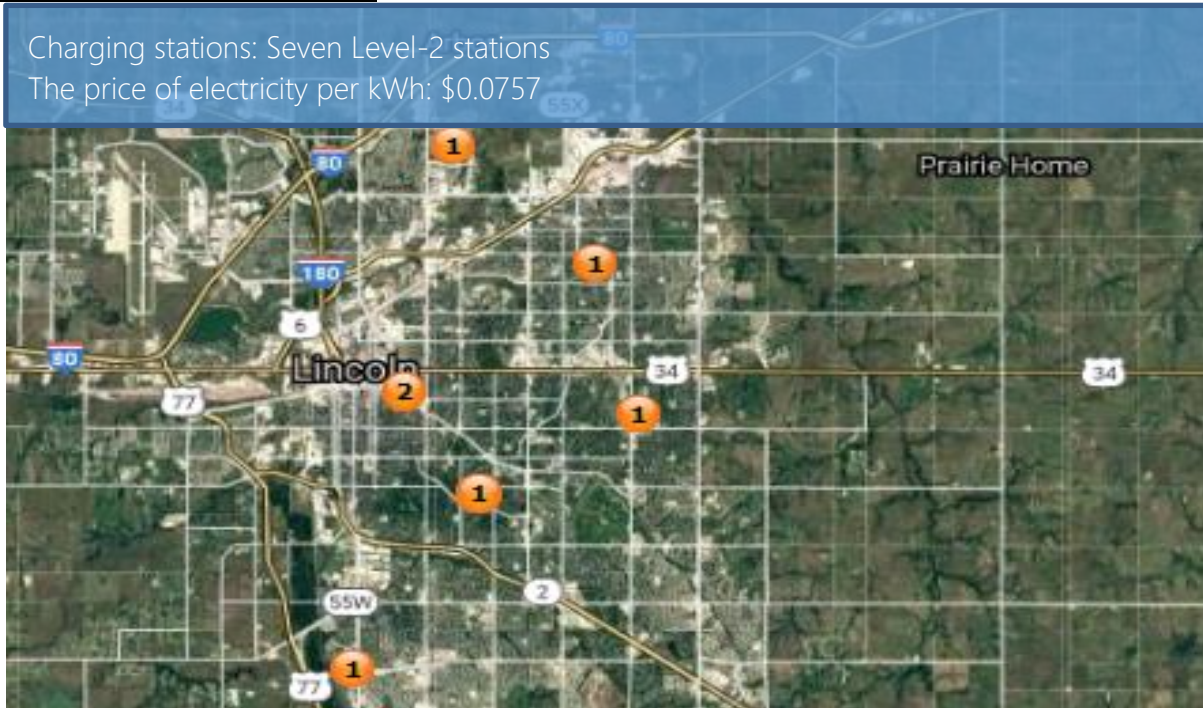 Charging stations: Seven Level-2 stations
The price of electricity per kWh: $0.0757
80
34
55X
1
80
Prairie Home
1
180
6
80
Lincoln
34
34
77
2
1
1
2
55W
77
1